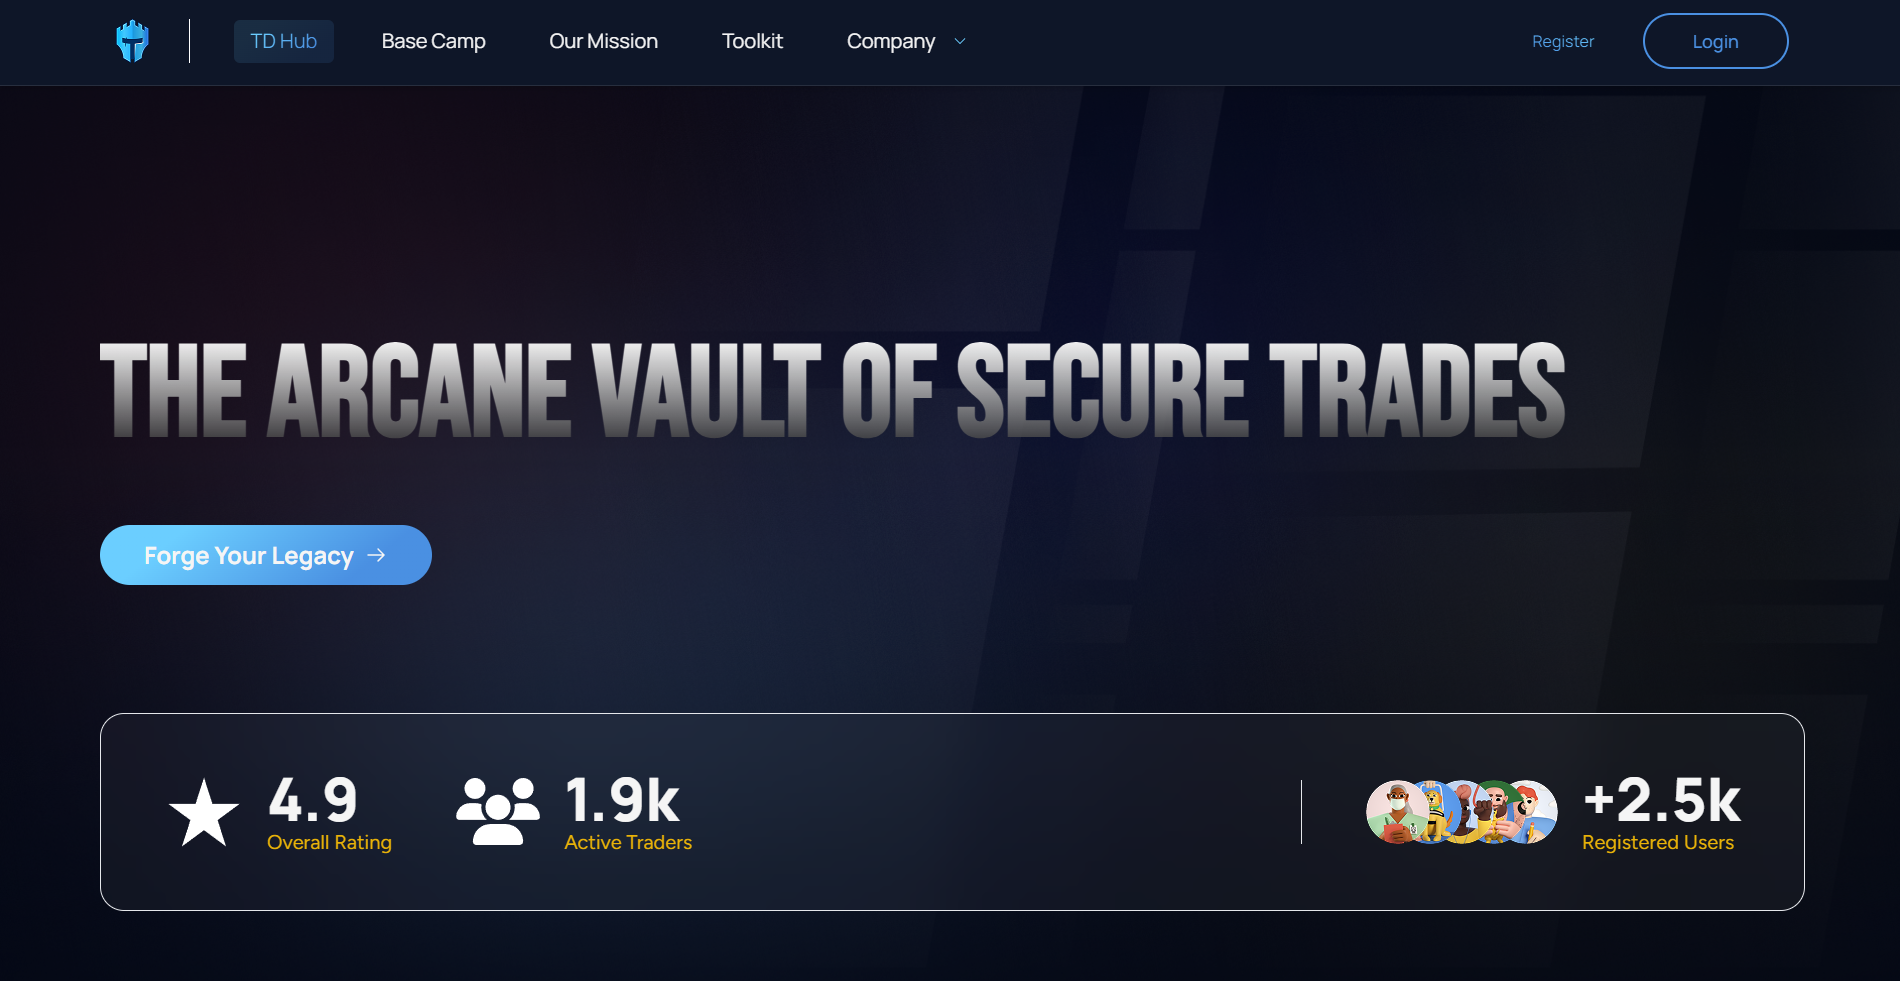 TD Hub
Base Camp
Our Mission
Toolkit
Company
Register
Login
THE ARCANE VAULT OF SECURE TRADES
Forge Your Legacy
4.9
Overall Rating
1.9k
Active Traders
+2.5k
Registered Users